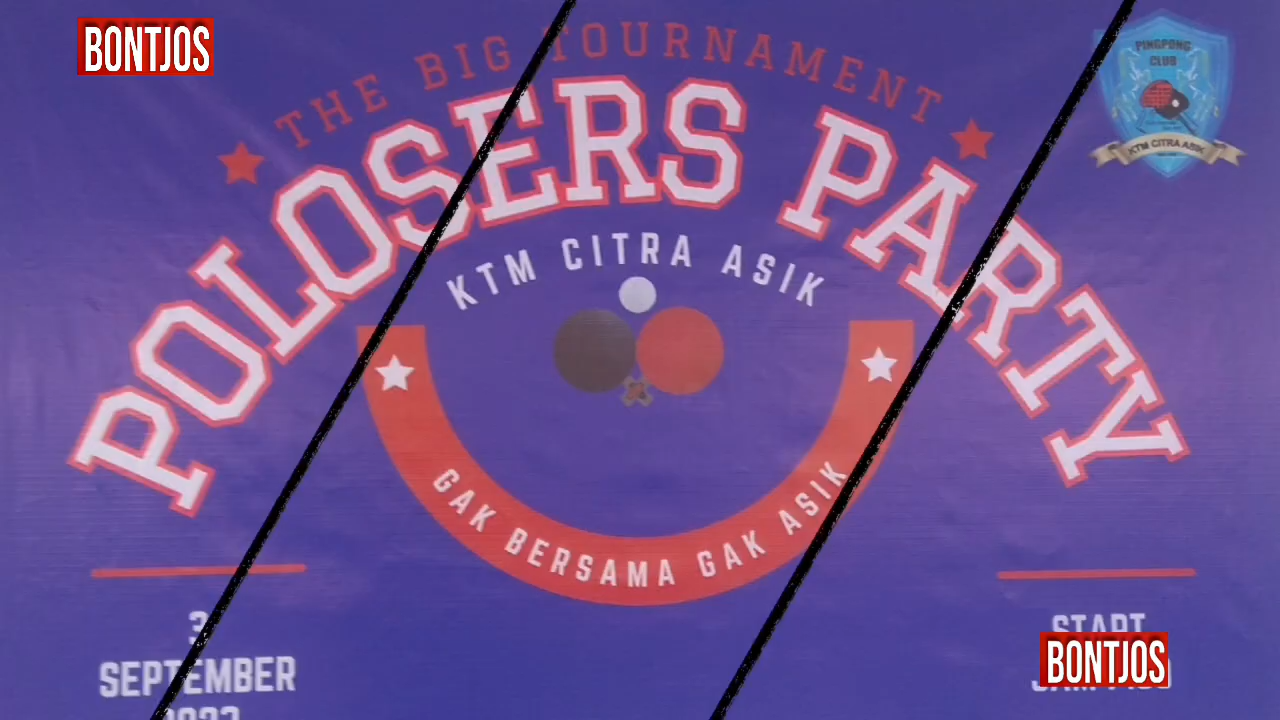 BONTJOS
THE BIG TOURNAMENT
POLOSERS PARTY
KTM CITRA ASIK
GAK BERSAMA GAK ASIK
PINGPONG
CLUB
KTM CITRA ASIK
3
SEPTEMBER
START
BONTJOS